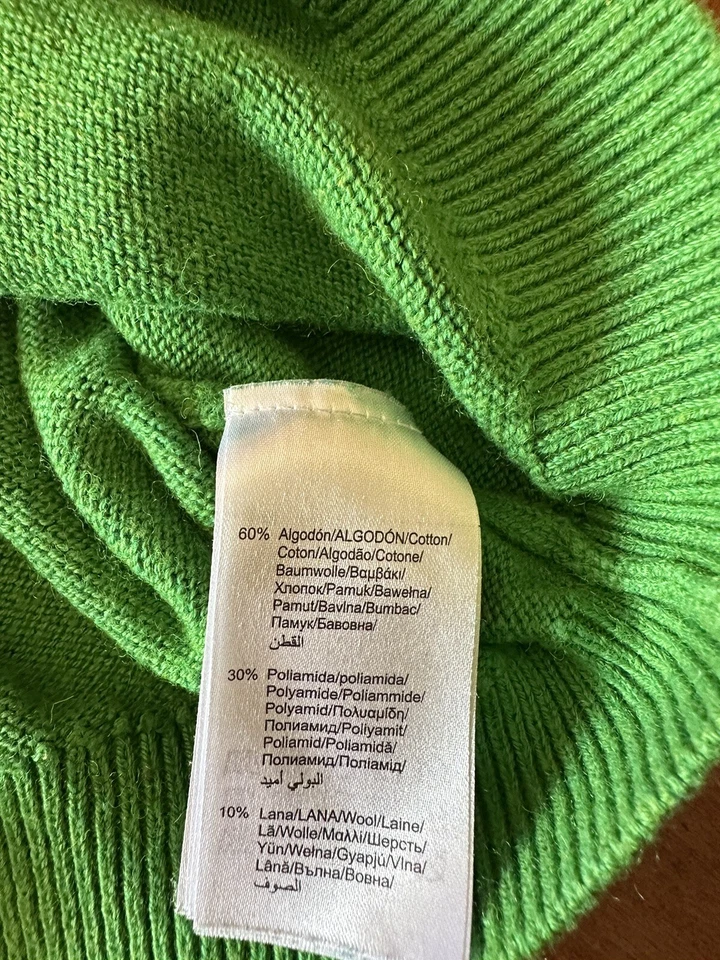 60% Algodón/ALGODÓN/Cotton/
Coton/Algodão/Cotone/
Baumwolle/Βαμβάκι/
Хлопок/Pamuk/Bawełna/
Pamut/Bavlna/Bumbac/
Памук/Бавовна/
القطن
30% Poliamida/poliamida/
Polyamide/Poliammide/
Polyamid/Πολυαμίδη/
Полиамид/Poliyamit/
Poliamid/Poliamidă/
Полиамид/Поліамід/
البولي أميد
10% Lana/LANA/Wool/Laine/
Lã/Wolle/Μαλλί/Шерсть/
Yün/Wełna/Gyapjú/Vlna/
Lână/Вълна/Вовна/
الصوف